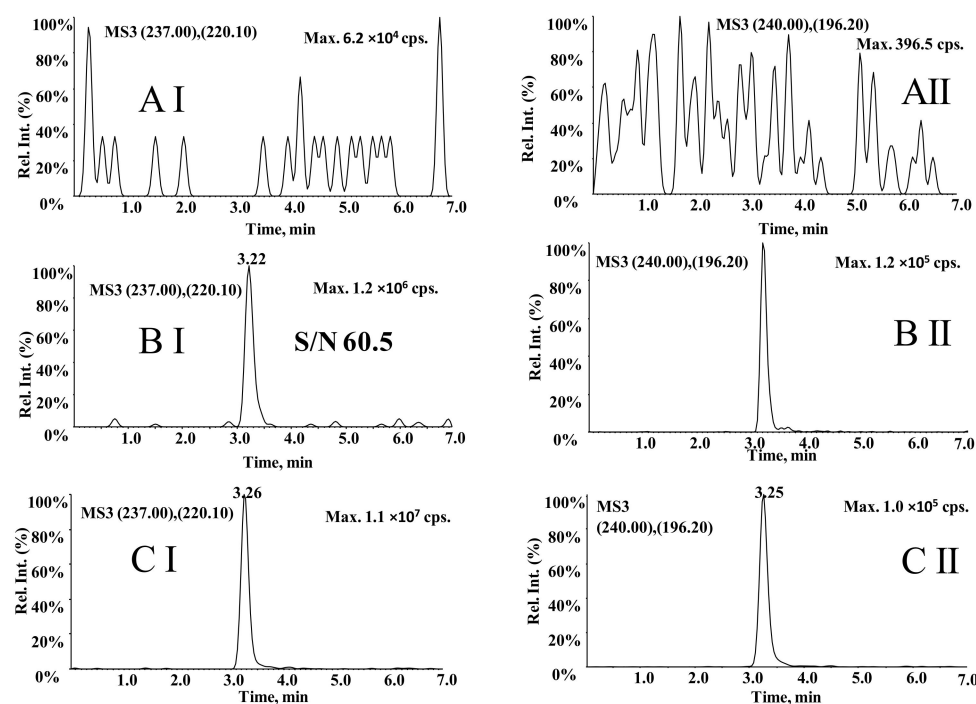 100%
80%
60%
40%
20%
0%
Rel. Int. (%)
MS3 (237.00),(220.10)
Max. 6.2 ×10⁴ cps.
A I
1.0 2.0 3.0 4.0 5.0 6.0 7.0
Time, min
100%
80%
60%
40%
20%
0%
Rel. Int. (%)
MS3 (240.00),(196.20)
Max. 396.5 cps.
A II
1.0 2.0 3.0 4.0 5.0 6.0 7.0
Time, min
100%
80%
60%
40%
20%
0%
Rel. Int. (%)
3.22
MS3 (237.00),(220.10)
Max. 1.2 ×10⁶ cps.
B I
S/N 60.5
1.0 2.0 3.0 4.0 5.0 6.0 7.0
Time, min
100%
80%
60%
40%
20%
0%
Rel. Int. (%)
MS3 (240.00),(196.20)
Max. 1.2 ×10⁵ cps.
B II
1.0 2.0 3.2 4.0 5.0 6.0 7.0
Time, min
100%
80%
60%
40%
20%
0%
Rel. Int. (%)
3.26
MS3 (237.00),(220.10)
Max. 1.1 ×10⁷ cps.
C I
1.0 2.0 3.0 4.0 5.0 6.0 7.0
Time, min
100%
80%
60%
40%
20%
0%
Rel. Int. (%)
3.25
MS3
(240.00),(196.20)
Max. 1.0 ×10⁵ cps.
C II
1.0 2.0 3.0 4.0 5.0 6.0 7.0
Time, min